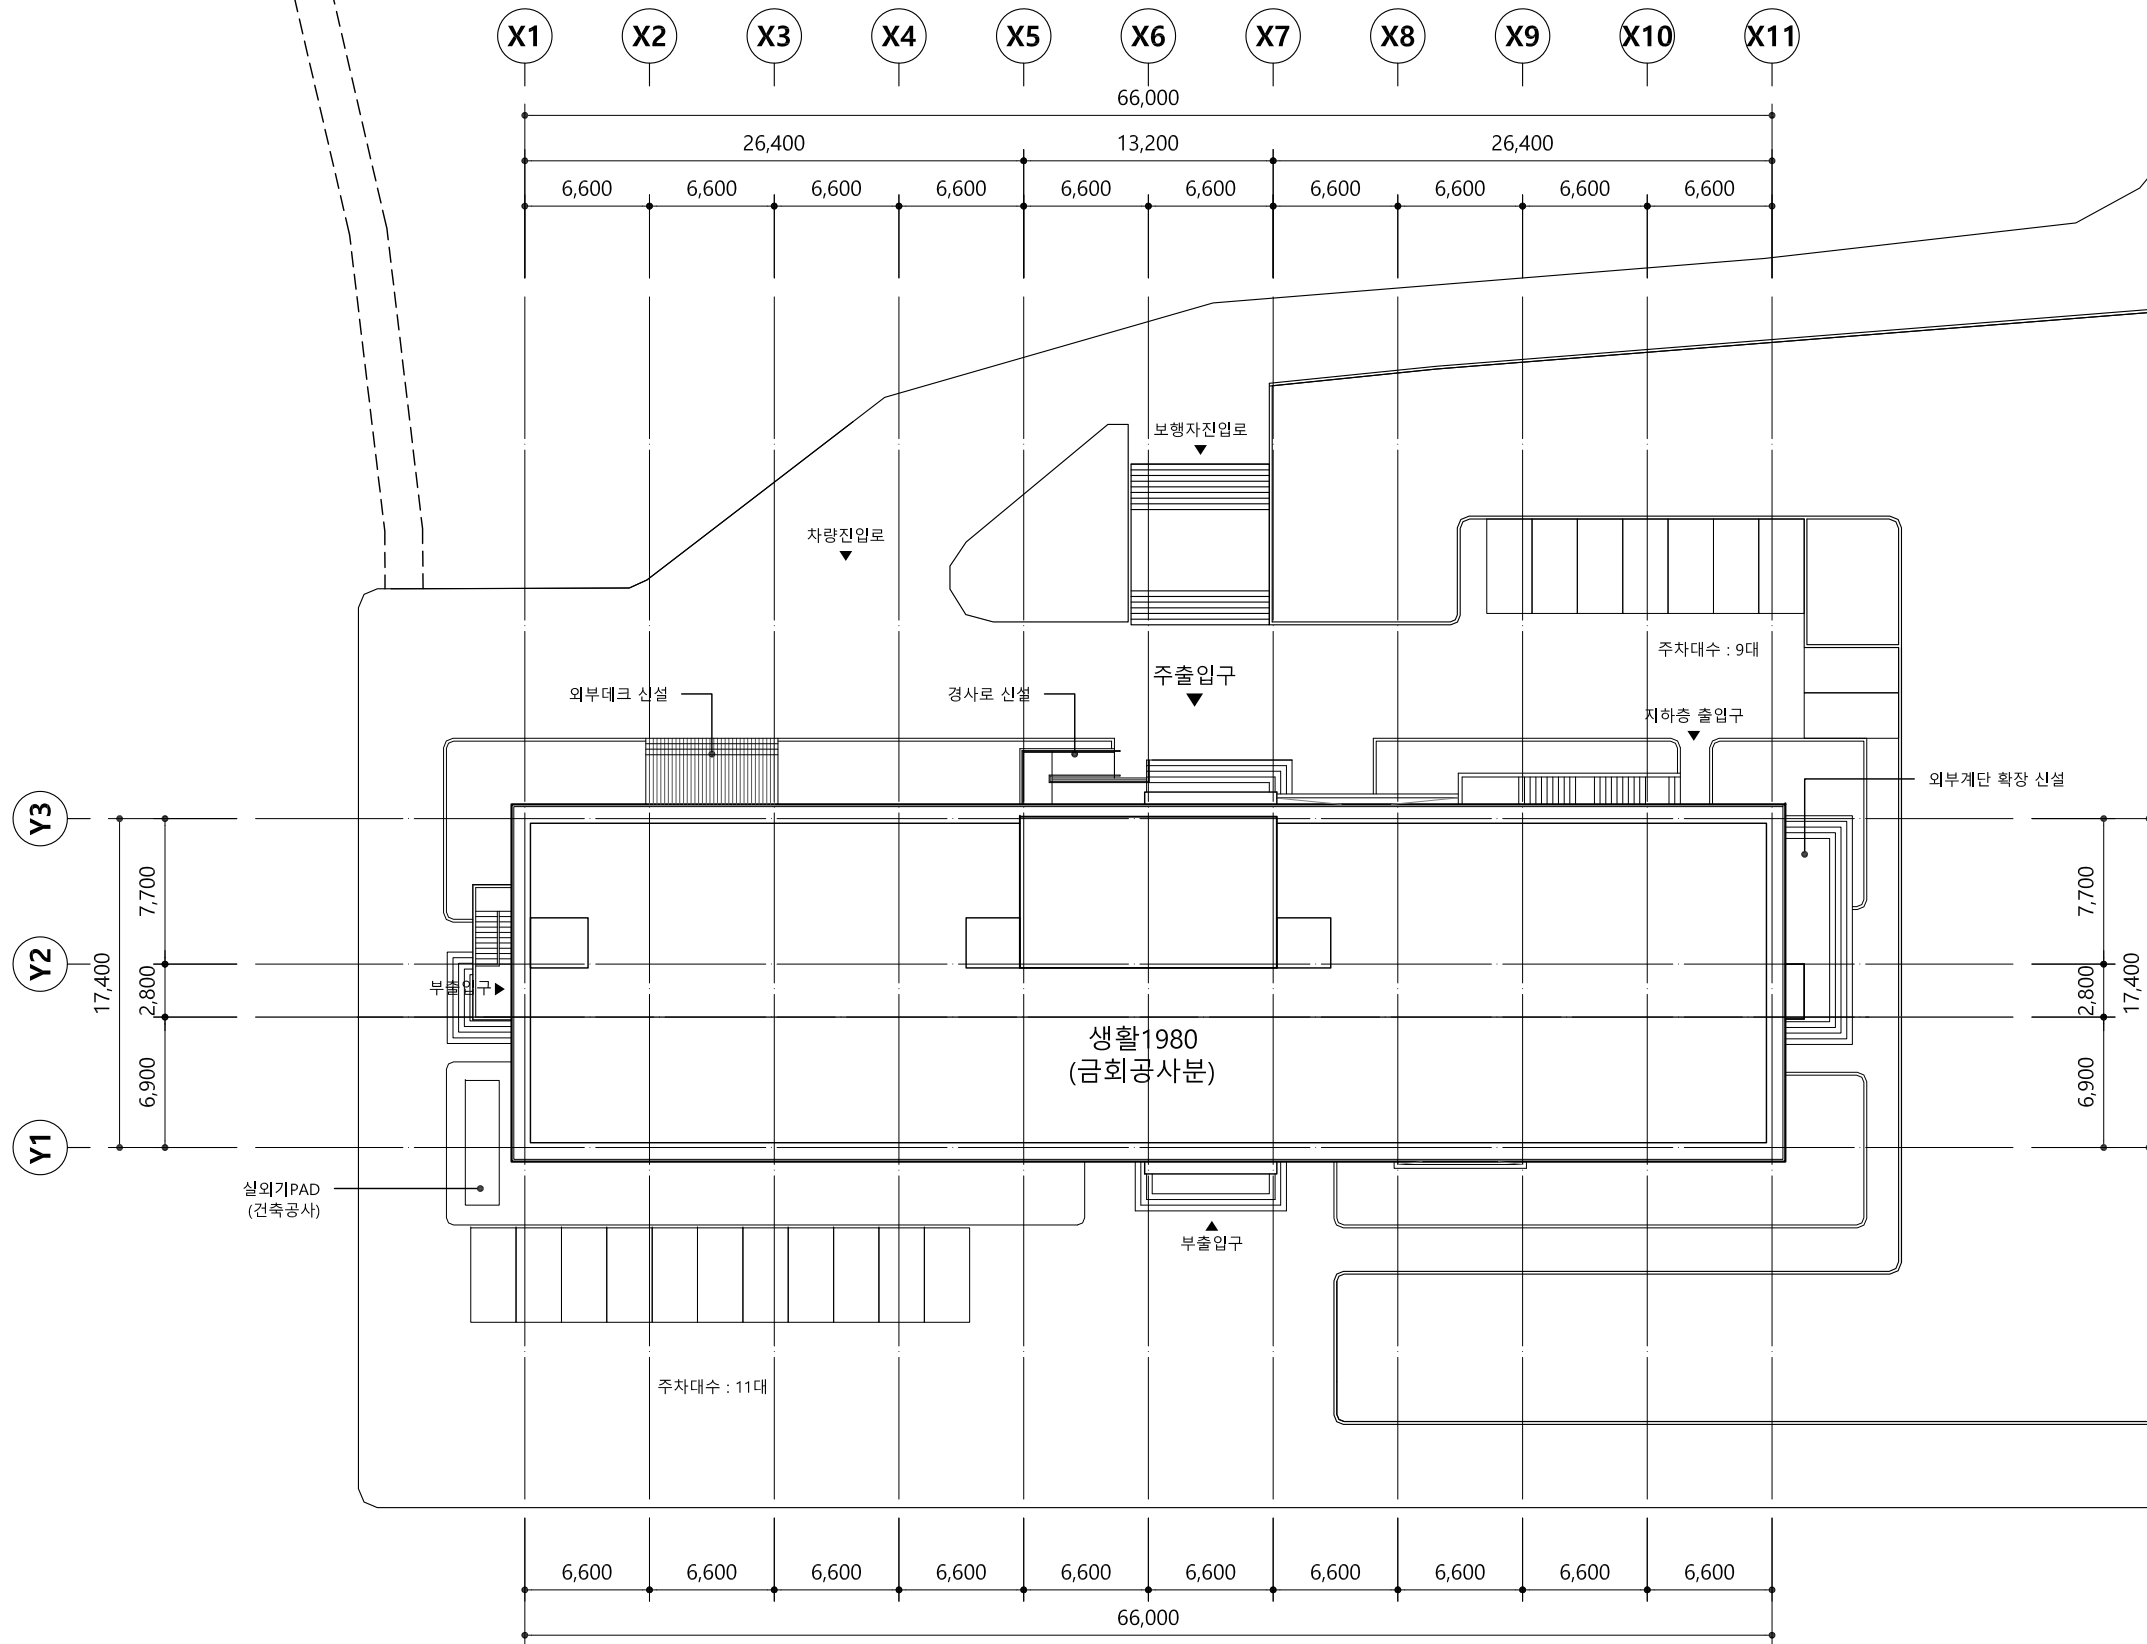 X1 X2 X3 X4 X5 X6 X7 X8 X9 X10 X11
66,000
26,400 13,200 26,400
6,600 6,600 6,600 6,600 6,600 6,600 6,600 6,600 6,600 6,600
보행자진입로
차량진입로
주차대수 : 9대
주출입구
외부데크 신설
경사로 신설
지하층 출입구
외부계단 확장 신설
Y3
7,700
7,700
Y2
17,400
2,800
2,800
17,400
부출입구
생활1980
(금회공사분)
6,900
6,900
Y1
실외기PAD
(건축공사)
부출입구
주차대수 : 11대
6,600 6,600 6,600 6,600 6,600 6,600 6,600 6,600 6,600 6,600
66,000